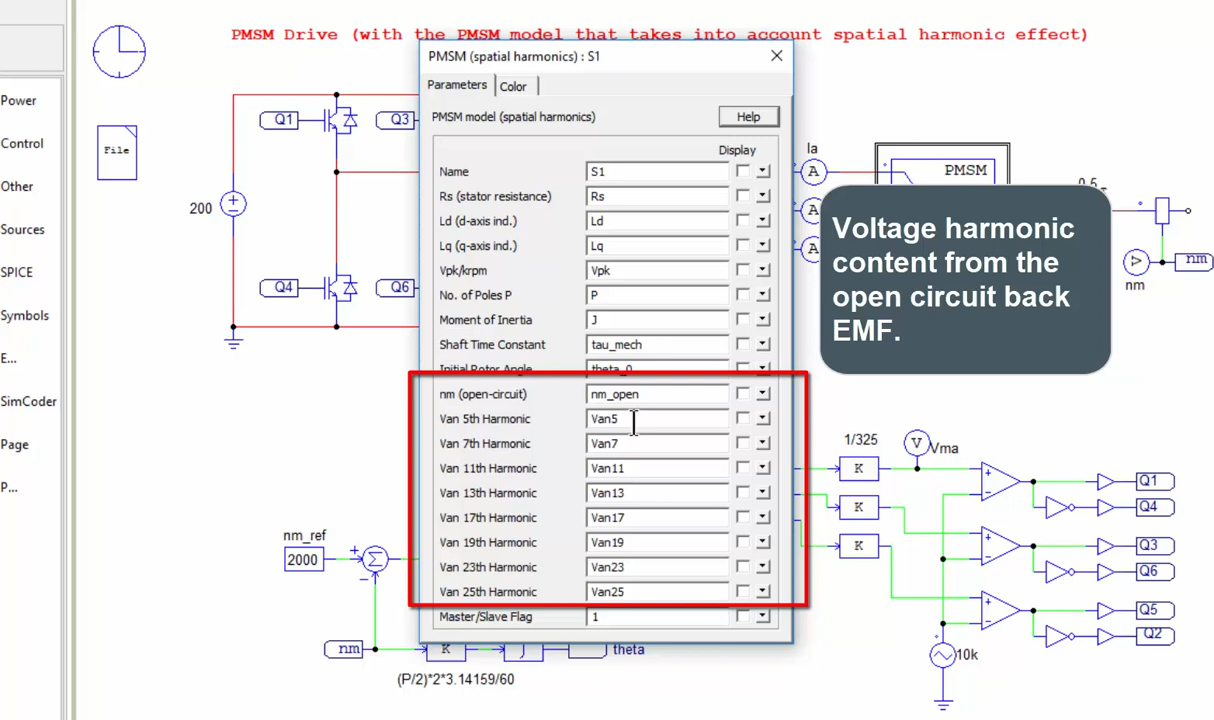 PMSM Drive (with the PMSM model that takes into account spatial harmonic effect)
Power
Control
Other
Sources
SPICE
Symbols
E...
SimCoder
Page
P...
File
200
Q1
Q3
Q4
Q6
PMSM (spatial harmonics) : S1
Parameters
Color
PMSM model (spatial harmonics)
Help
Display
Name S1
Rs (stator resistance) Rs
Ld (d-axis ind.) Ld
Lq (q-axis ind.) Lq
Vpk/krpm Vpk
No. of Poles P P
Moment of Inertia J
Shaft Time Constant tau_mech
Initial Rotor Angle theta_0
nm (open-circuit) nm_open
Van 5th Harmonic Van5
Van 7th Harmonic Van7
Van 11th Harmonic Van11
Van 13th Harmonic Van13
Van 17th Harmonic Van17
Van 19th Harmonic Van19
Van 23th Harmonic Van23
Van 25th Harmonic Van25
Master/Slave Flag 1
Ia
A
A
A
PMSM
Voltage harmonic
content from the
open circuit back
EMF.
nm
nm
1/325
V
Vma
K
K
K
Q1
Q4
Q3
Q6
Q5
Q2
10k
nm_ref
2000
Σ
nm
K
theta
(P/2)*2*3.14159/60